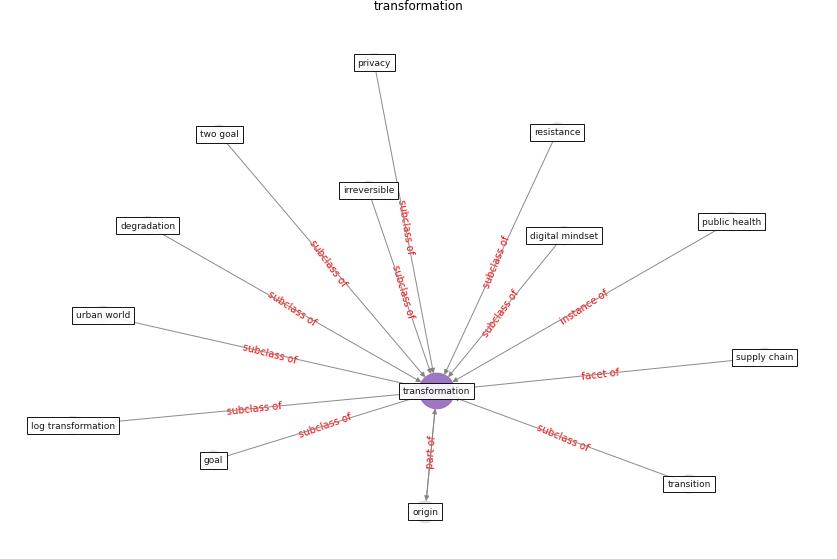 transformation
privacy
two goal
resistance
irreversible
subclass of
public health
degradation
digital mindset
subclass of
subclass of
subclass of
subclass of
subclass of
instance of
subclass of
urban world
subclass of
supply chain
facet of
transformation
subclass of
log transformation
subclass of
subclass of
part of
goal
transition
origin